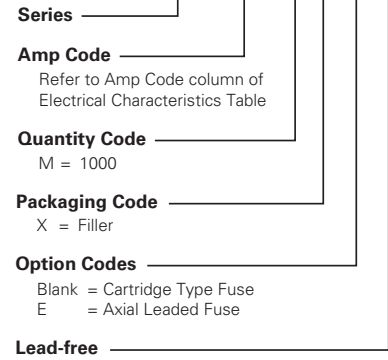 Series
Amp Code
Refer to Amp Code column of
Electrical Characteristics Table
Quantity Code
M = 1000
Packaging Code
X = Filler
Option Codes
Blank = Cartridge Type Fuse
E = Axial Leaded Fuse
Lead-free